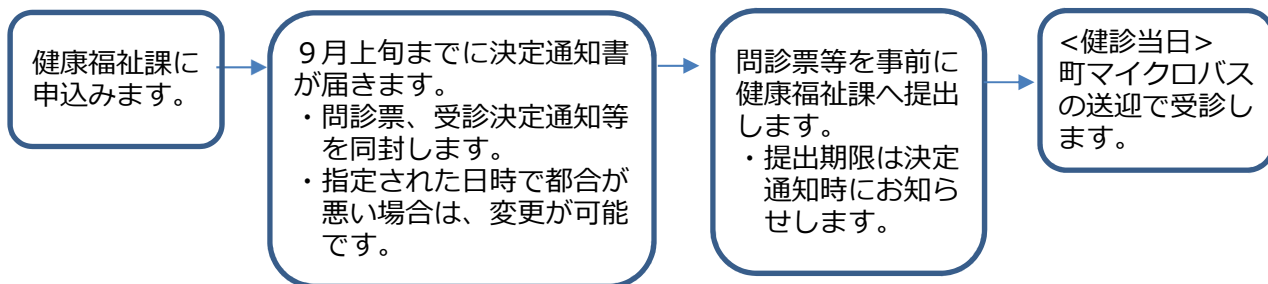 健康福祉課に
申込みます。
９月上旬までに決定通知書
が届きます。
・問診票、受診決定通知等
を同封します。
・指定された日時で都合が
悪い場合は、変更が可能
です。
問診票等を事前に
健康福祉課へ提出
します。
・提出期限は決定
通知時にお知ら
せします。
<健診当日>
町マイクロバス
の送迎で受診し
ます。